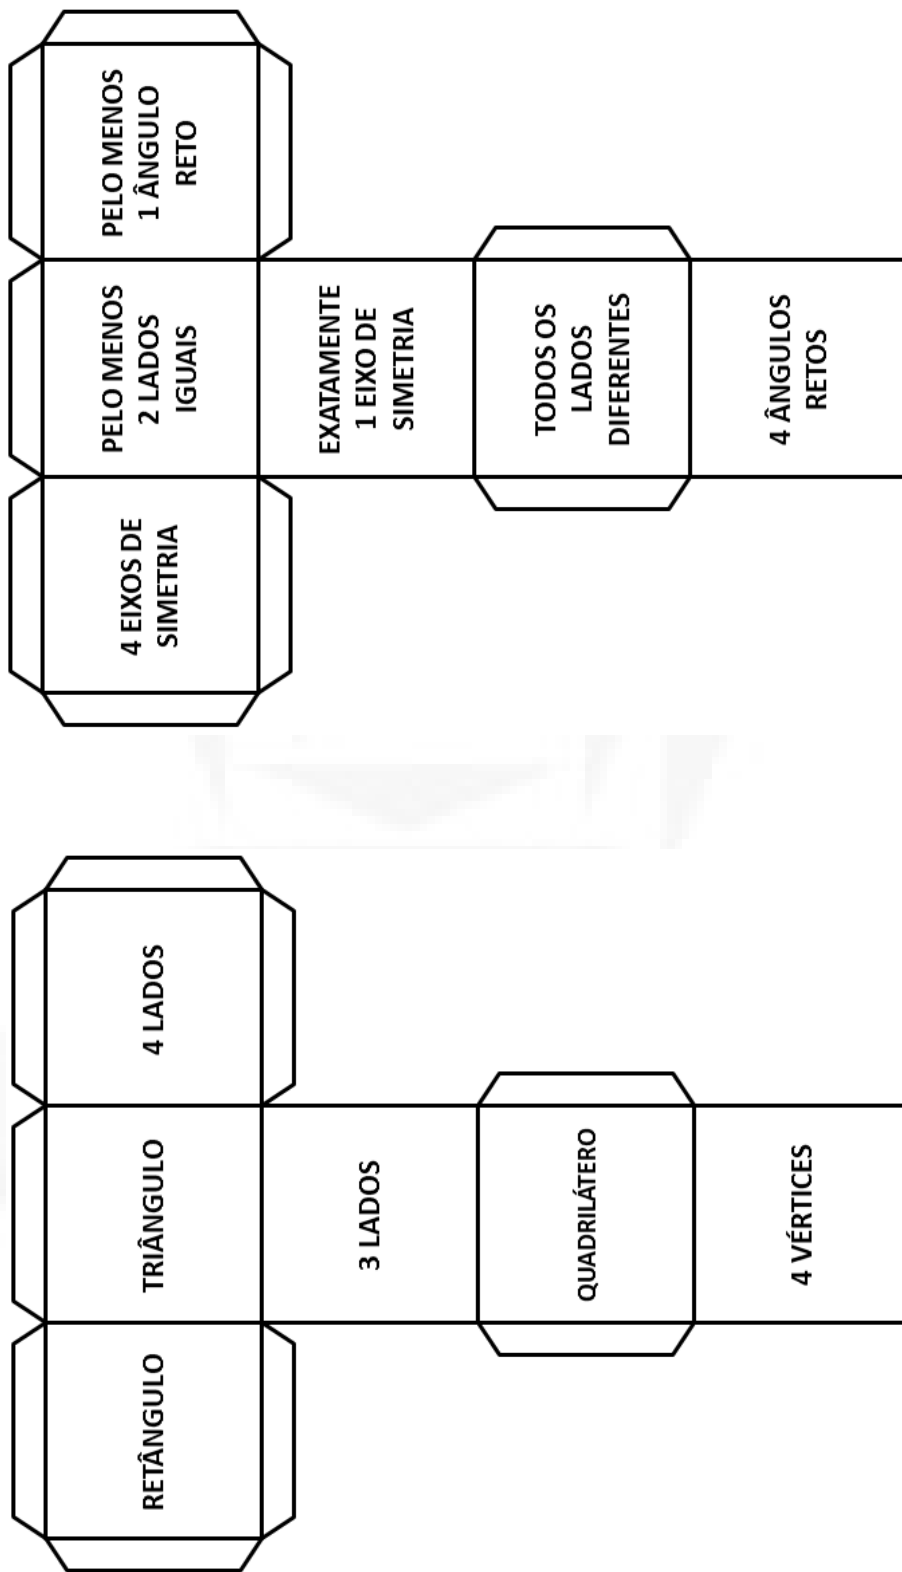 PELO MENOS
1 ÂNGULO
RETO
PELO MENOS
2 LADOS
IGUAIS
4 EIXOS DE
SIMETRIA
EXATAMENTE
1 EIXO DE
SIMETRIA
TODOS OS
LADOS
DIFERENTES
4 ÂNGULOS
RETOS
4 LADOS
TRIÂNGULO
RETÂNGULO
3 LADOS
QUADRILÁTERO
4 VÉRTICES